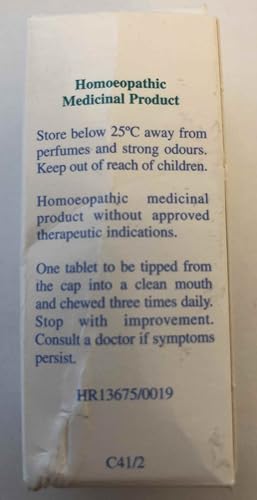 Homoeopathic
Medicinal Product
Store below 25ºC away from
perfumes and strong odours.
Keep out of reach of children.
Homoeopathic medicinal
product without approved
therapeutic indications.
One tablet to be tipped from
the cap into a clean mouth
and chewed three times daily.
Stop with improvement.
Consult a doctor if symptoms
persist.
HR13675/0019
C41/2